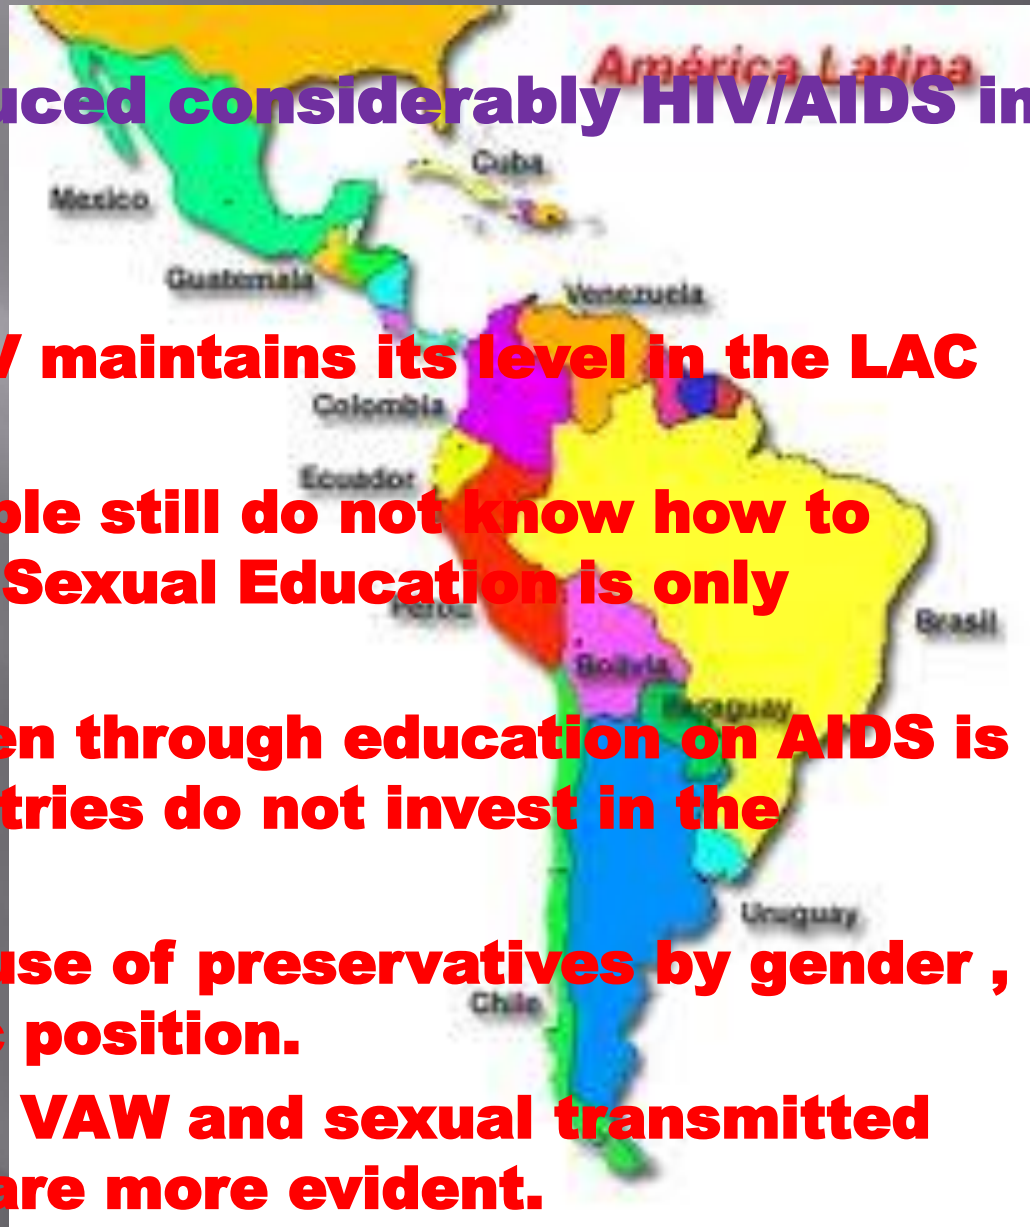 América Latina
uced considerably HIV/AIDS in
Cuba
Mexico
Guatemala
Venezuela
V maintains its level in the LAC
Colombia
Ecuador
ple still do not know how to
Sexual Education is only
Perú
Brasil
Bolivia
Paraguay
en through education on AIDS is
tries do not invest in the
Uruguay
use of preservatives by gender ,
Chile
c position.
VAW and sexual transmitted
are more evident.